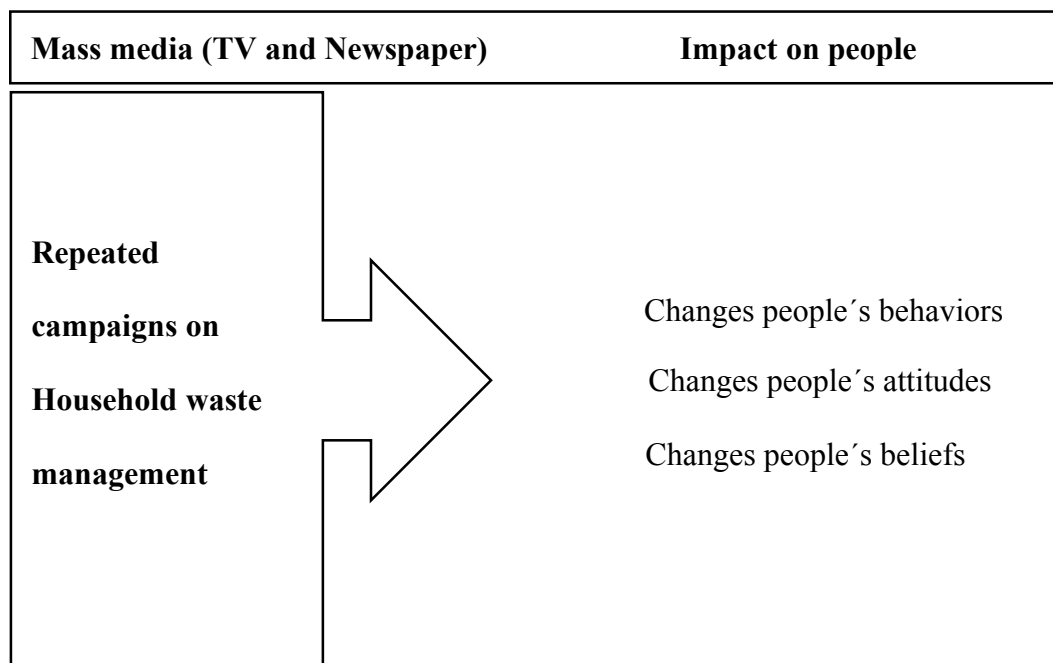 Mass media (TV and Newspaper) Impact on people
Repeated
campaigns on
Household waste
management
Changes people´s behaviors
Changes people´s attitudes
Changes people´s beliefs